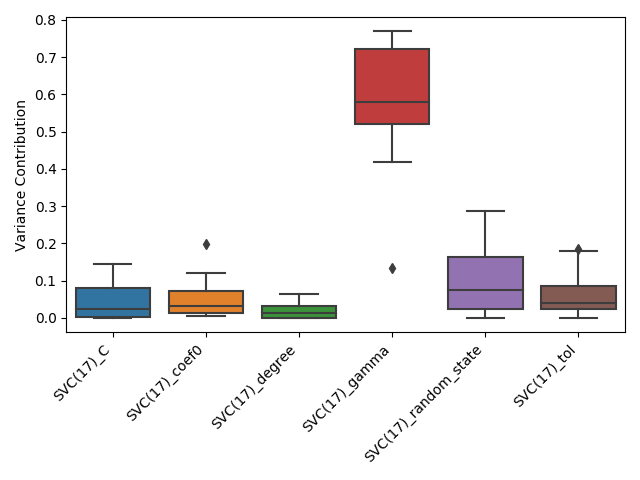 0.8
0.7
0.6
0.5
0.4
0.3
0.2
0.1
0.0
Variance Contribution
SVC(17)_C
SVC(17)_coef0
SVC(17)_degree
SVC(17)_gamma
SVC(17)_random_state
SVC(17)_tol